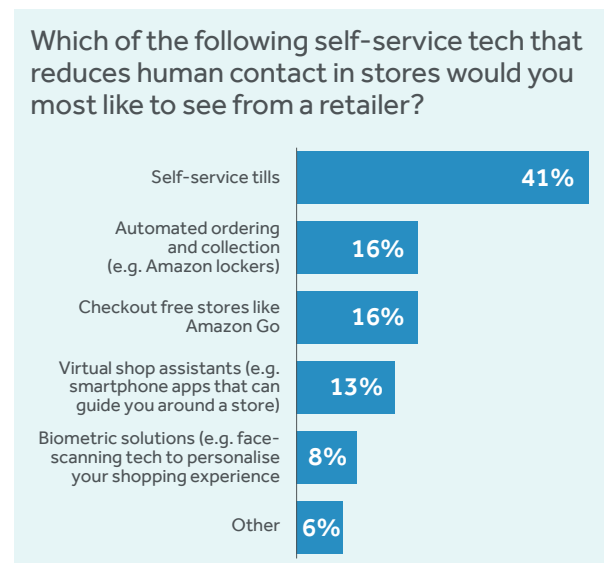 Which of the following self-service tech that
reduces human contact in stores would you
most like to see from a retailer?
Self-service tills
41%
Automated ordering
and collection
(e.g. Amazon lockers)
16%
Checkout free stores like
Amazon Go
16%
Virtual shop assistants (e.g.
smartphone apps that can
guide you around a store)
13%
Biometric solutions (e.g. face-
scanning tech to personalise
your shopping experience
8%
Other
6%